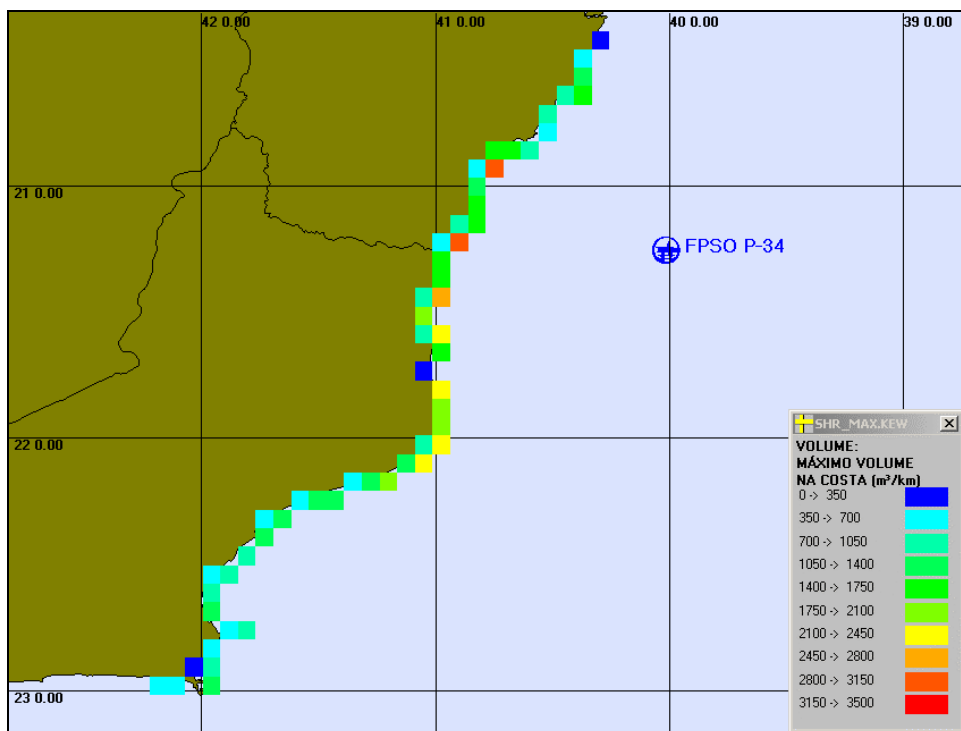 42 0.00
41 0.00
40 0.00
39 0.00
21 0.00
FPSO P-34
22 0.00
SHR_MAX.KEW
VOLUME:
MÁXIMO VOLUME
NA COSTA (m³/km)
0 -> 350
350 -> 700
700 -> 1050
1050 -> 1400
1400 -> 1750
1750 -> 2100
2100 -> 2450
2450 -> 2800
2800 -> 3150
3150 -> 3500
23 0.00